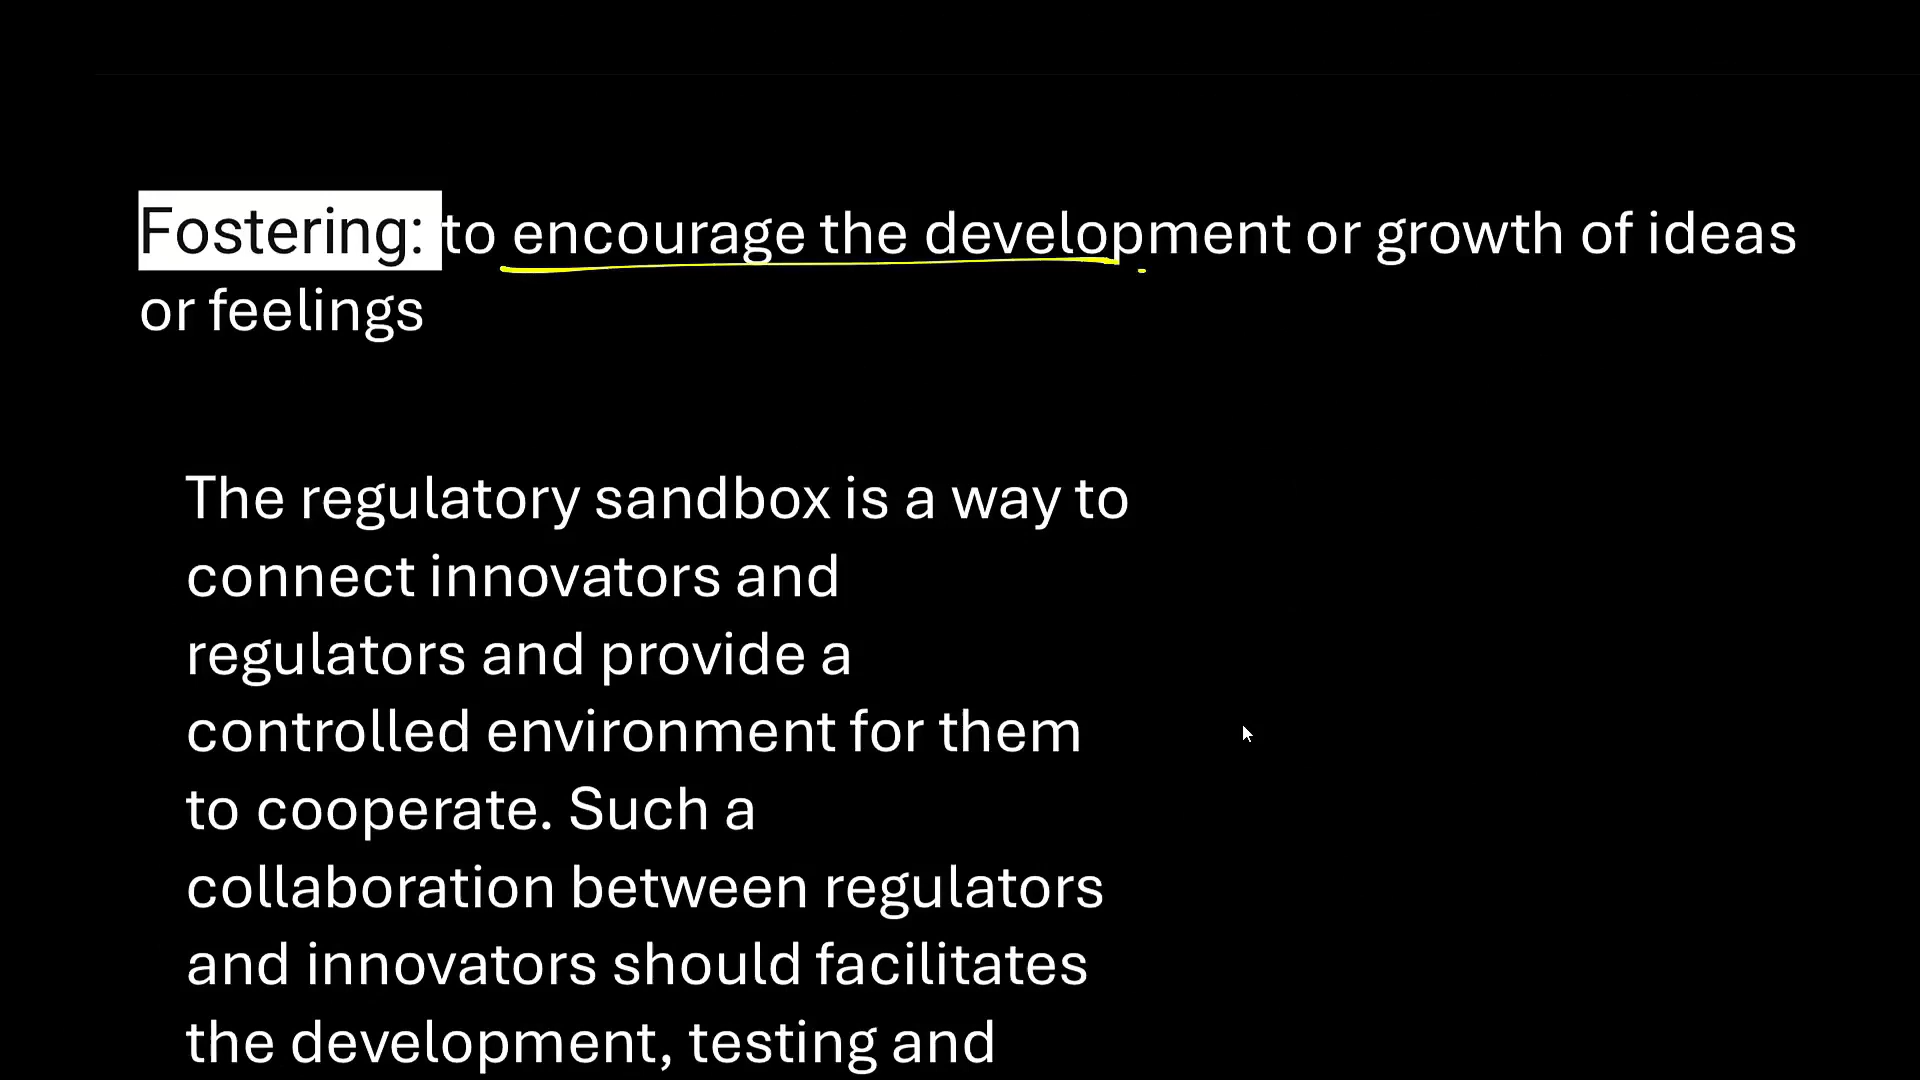 Fostering: to encourage the development or growth of ideas
or feelings
The regulatory sandbox is a way to
connect innovators and
regulators and provide a
controlled environment for them
to cooperate. Such a
collaboration between regulators
and innovators should facilitates
the development, testing and